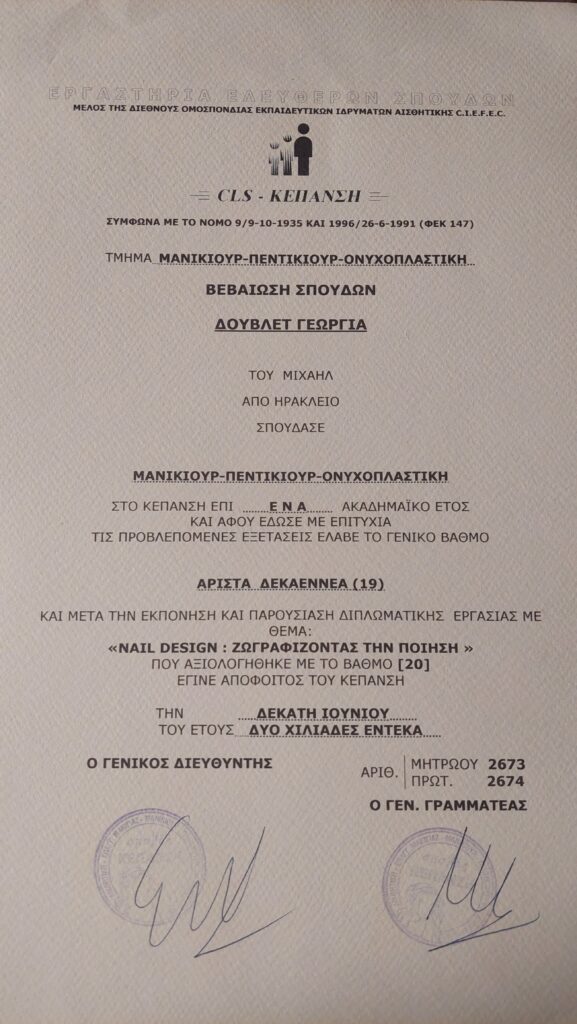 ΕΡΓΑΣΤΗΡΙΑ ΕΛΕΥΘΕΡΩΝ ΣΠΟΥΔΩΝ
ΜΕΛΟΣ ΤΗΣ ΔΙΕΘΝΟΥΣ ΟΜΟΣΠΟΝΔΙΑΣ ΕΚΠΑΙΔΕΥΤΙΚΩΝ ΙΔΡΥΜΑΤΩΝ ΑΙΣΘΗΤΙΚΗΣ C.I.E.F.E.C.
CLS - ΚΕΠΑΝΣΗ
ΣΥΜΦΩΝΑ ΜΕ ΤΟ ΝΟΜΟ 9/9-10-1935 ΚΑΙ 1996/26-6-1991 (ΦΕΚ 147)
ΤΜΗΜΑ ΜΑΝΙΚΙΟΥΡ-ΠΕΝΤΙΚΙΟΥΡ-ΟΝΥΧΟΠΛΑΣΤΙΚΗ
ΒΕΒΑΙΩΣΗ ΣΠΟΥΔΩΝ
ΔΟΥΒΛΕΤ ΓΕΩΡΓΙΑ
ΤΟΥ ΜΙΧΑΗΛ
ΑΠΟ ΗΡΑΚΛΕΙΟ
ΣΠΟΥΔΑΣΕ
ΜΑΝΙΚΙΟΥΡ-ΠΕΝΤΙΚΙΟΥΡ-ΟΝΥΧΟΠΛΑΣΤΙΚΗ
ΣΤΟ ΚΕΠΑΝΣΗ ΕΠΙ Ε Ν Α ΑΚΑΔΗΜΑΪΚΟ ΕΤΟΣ
ΚΑΙ ΑΦΟΥ ΕΔΩΣΕ ΜΕ ΕΠΙΤΥΧΙΑ
ΤΙΣ ΠΡΟΒΛΕΠΟΜΕΝΕΣ ΕΞΕΤΑΣΕΙΣ ΕΛΑΒΕ ΤΟ ΓΕΝΙΚΟ ΒΑΘΜΟ
ΑΡΙΣΤΑ ΔΕΚΑΕΝΝΕΑ (19)
ΚΑΙ ΜΕΤΑ ΤΗΝ ΕΚΠΟΝΗΣΗ ΚΑΙ ΠΑΡΟΥΣΙΑΣΗ ΔΙΠΛΩΜΑΤΙΚΗΣ ΕΡΓΑΣΙΑΣ ΜΕ
ΘΕΜΑ:
«NAIL DESIGN : ΖΩΓΡΑΦΙΖΟΝΤΑΣ ΤΗΝ ΠΟΙΗΣΗ »
ΠΟΥ ΑΞΙΟΛΟΓΗΘΗΚΕ ΜΕ ΤΟ ΒΑΘΜΟ [20]
ΕΓΙΝΕ ΑΠΟΦΟΙΤΟΣ ΤΟΥ ΚΕΠΑΝΣΗ
ΤΗΝ ΔΕΚΑΤΗ ΙΟΥΝΙΟΥ
ΤΟΥ ΕΤΟΥΣ ΔΥΟ ΧΙΛΙΑΔΕΣ ΕΝΤΕΚΑ
Ο ΓΕΝΙΚΟΣ ΔΙΕΥΘΥΝΤΗΣ
ΑΡΙΘ. ΜΗΤΡΩΟΥ 2673
ΠΡΩΤ. 2674
Ο ΓΕΝ. ΓΡΑΜΜΑΤΕΑΣ